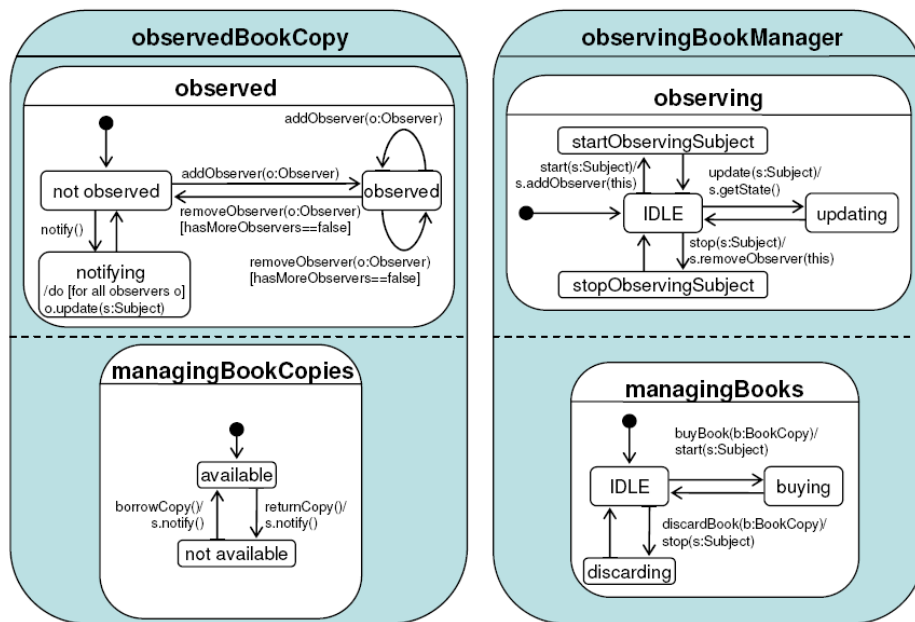 observedBookCopy
observed
addObserver(o:Observer)
not observed
addObserver(o:Observer)
observed
removeObserver(o:Observer)
[hasMoreObservers==false]
notify()
notifying
/do [for all observers o]
o.update(s:Subject)
removeObserver(o:Observer)
[hasMoreObservers==false]
managingBookCopies
available
borrowCopy()/
s.notify()
returnCopy()/
s.notify()
not available
observingBookManager
observing
startObservingSubject
start(s:Subject)/
s.addObserver(this)
update(s:Subject)/
s.getState()
IDLE
updating
stop(s:Subject)/
s.removeObserver(this)
stopObservingSubject
managingBooks
buyBook(b:BookCopy)/
start(s:Subject)
IDLE
buying
discardBook(b:BookCopy)/
stop(s:Subject)
discarding